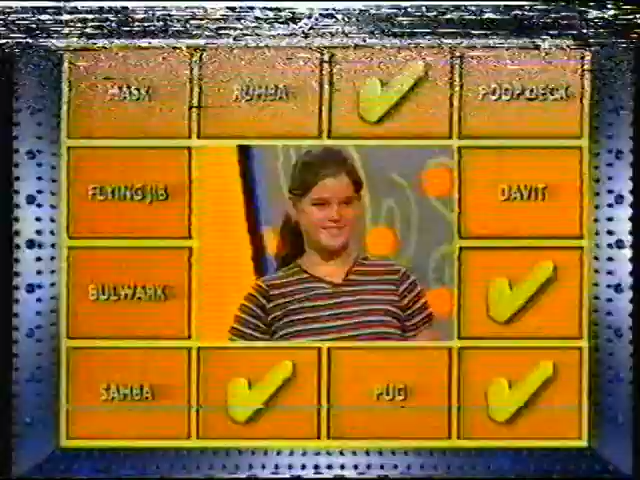 MASK
RUMBA
POOP DECK
FLYING JIB
DAVIT
BULWARK
SAMBA
PUG